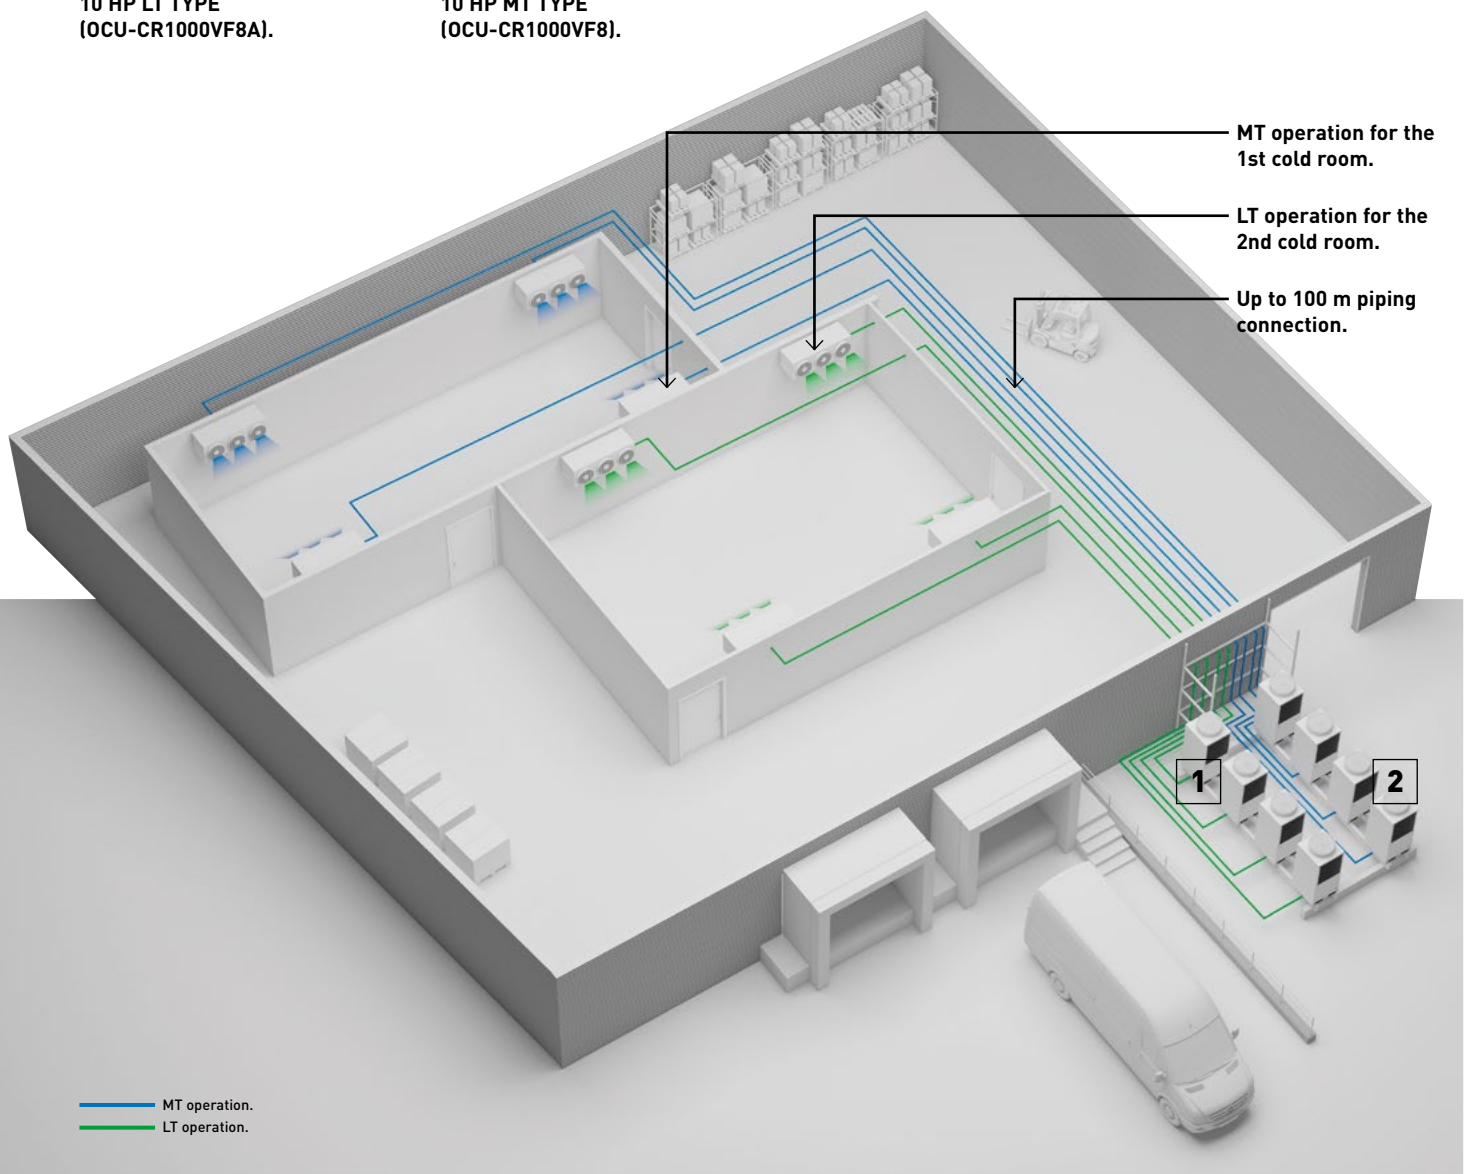 10 HP LT TYPE
(OCU-CR1000VF8A).
10 HP MT TYPE
(OCU-CR1000VF8).
MT operation for the
1st cold room.
LT operation for the
2nd cold room.
Up to 100 m piping
connection.
1
2
MT operation.
LT operation.